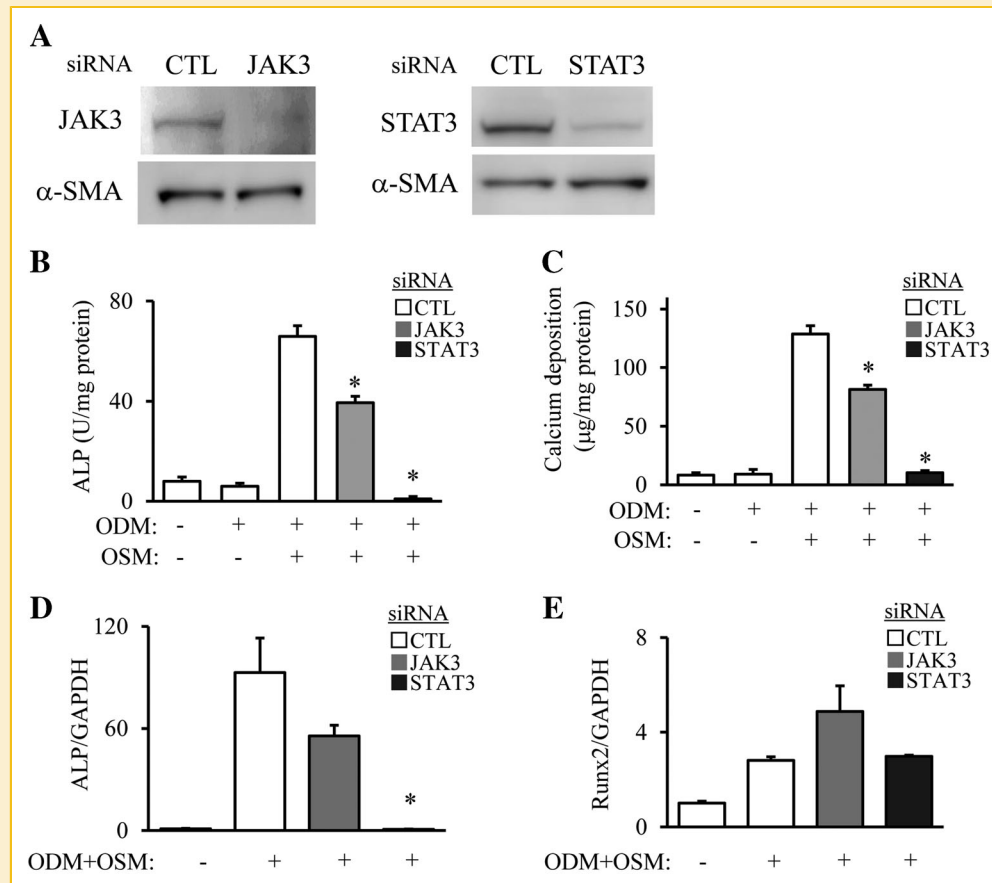 A
siRNA CTL JAK3
JAK3
α-SMA
siRNA CTL STAT3
STAT3
α-SMA
B
siRNA
CTL
JAK3
STAT3
ALP (U/mg protein)
80
40
0
*
*
ODM: - + + + +
OSM: - - + + +
C
siRNA
CTL
JAK3
STAT3
Calcium deposition
(μg/mg protein)
150
100
50
0
*
*
ODM: - + + + +
OSM: - - + + +
D
siRNA
CTL
JAK3
STAT3
ALP/GAPDH
120
60
0
*
ODM+OSM: - + + +
E
siRNA
CTL
JAK3
STAT3
Runx2/GAPDH
8
4
0
ODM+OSM: - + + +